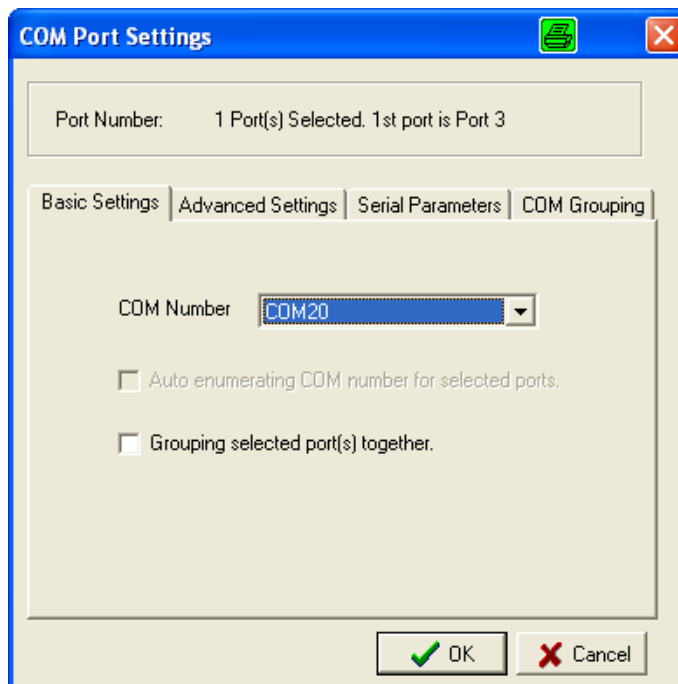 COM Port Settings
Port Number: 1 Port(s) Selected. 1st port is Port 3
Basic Settings Advanced Settings Serial Parameters COM Grouping
COM Number COM20
Auto enumerating COM number for selected ports.
Grouping selected port(s) together.
OK Cancel